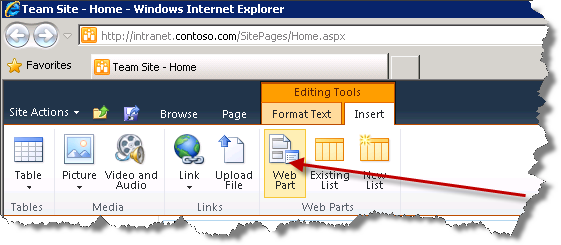 Team Site - Home - Windows Internet Explorer
http://intranet.contoso.com/SitePages/Home.aspx
Favorites
Team Site - Home
Editing Tools
Site Actions
Browse
Page
Format Text
Insert
Table
Picture
Video and Audio
Link
Upload File
Web Part
Existing List
New List
Tables
Media
Links
Web Parts